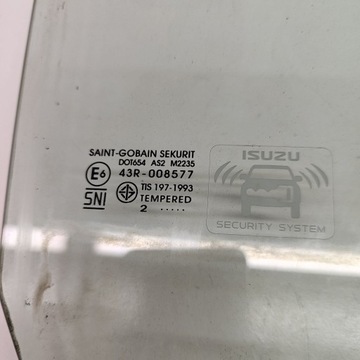 SAINT-GOBAIN SEKURIT
DOT654 AS2 M2235
E6 43R-008577
SNI TIS 197-1993
TEMPERED
2 .....
ISUZU
SECURITY SYSTEM